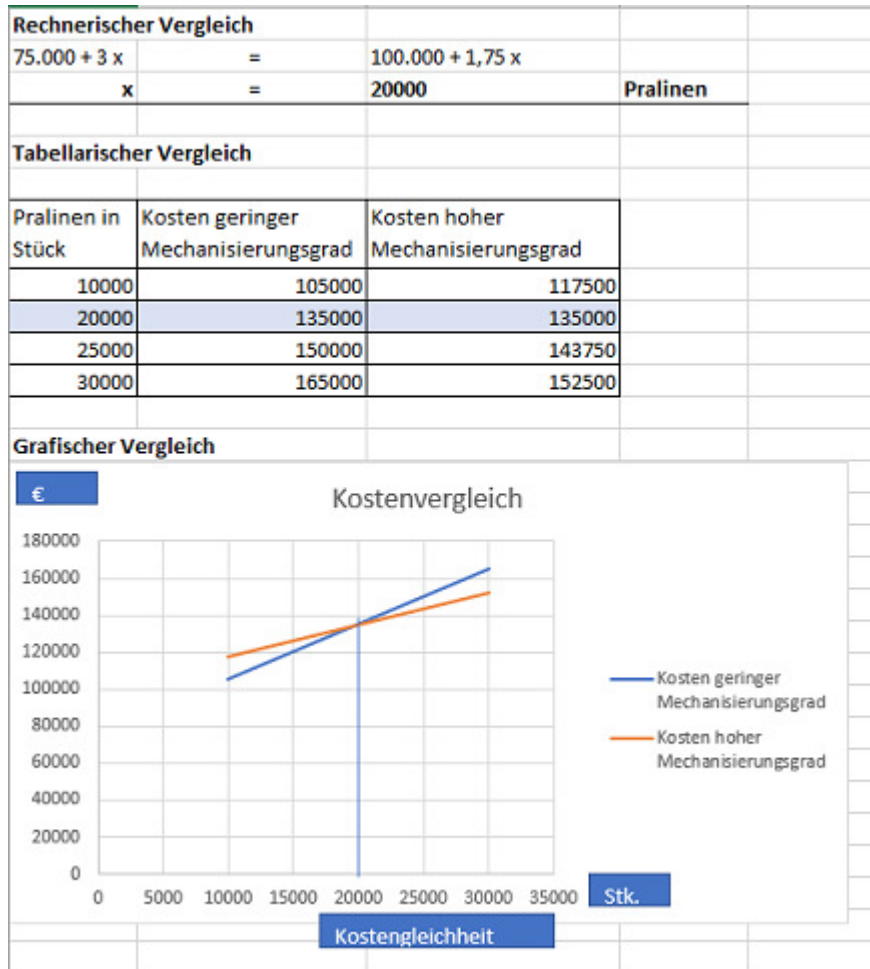 Rechnerischer Vergleich
75.000 + 3 x = 100.000 + 1,75 x
x = 20000 Pralinen
Tabellarischer Vergleich
Pralinen in Kosten geringer Kosten hoher
Stück Mechanisierungsgrad Mechanisierungsgrad
10000 105000 117500
20000 135000 135000
25000 150000 143750
30000 165000 152500
Grafischer Vergleich
€
Kostenvergleich
180000
160000
140000
120000
100000
80000
60000
40000
20000
0
Kosten geringer
Mechanisierungsgrad
Kosten hoher
Mechanisierungsgrad
0 5000 10000 15000 20000 25000 30000 35000 Stk.
Kostengleichheit